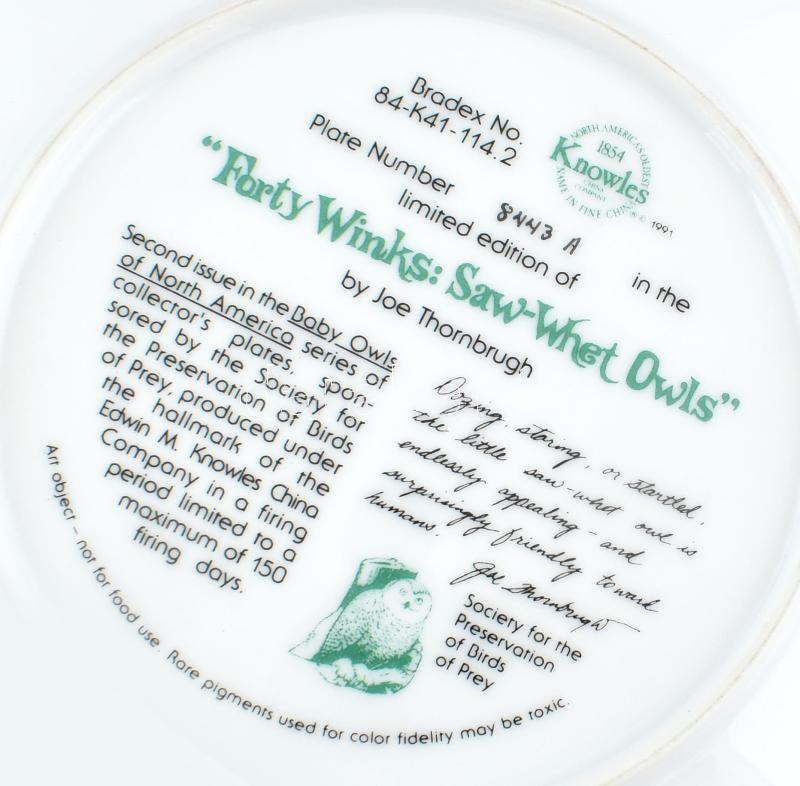 Bradex No.
84-K41-114.2
NORTH AMERICA'S OLDEST
1854
Knowles
CHINA
COMPANY
NAME IN FINE CHINA
® ©
1991
Plate Number 8443 A in the
limited edition of
"Forty Winks: Saw-Whet Owls"
by Joe Thornbrugh
Second issue in the Baby Owls
of North America series of
collector's plates, spon-
sored by the Society for
the Preservation of Birds
of Prey, produced under
the hallmark of the
Edwin M. Knowles China
Company in a firing
period limited to a
maximum of 150
firing days.
Dozing, staring, or startled,
the little saw-whet owl is
endlessly appealing - and
surprisingly friendly toward
humans.
Joe Thornbrugh
Society for the
Preservation
of Birds
of Prey
Art object – not for food use. Rare pigments used for color fidelity may be toxic.